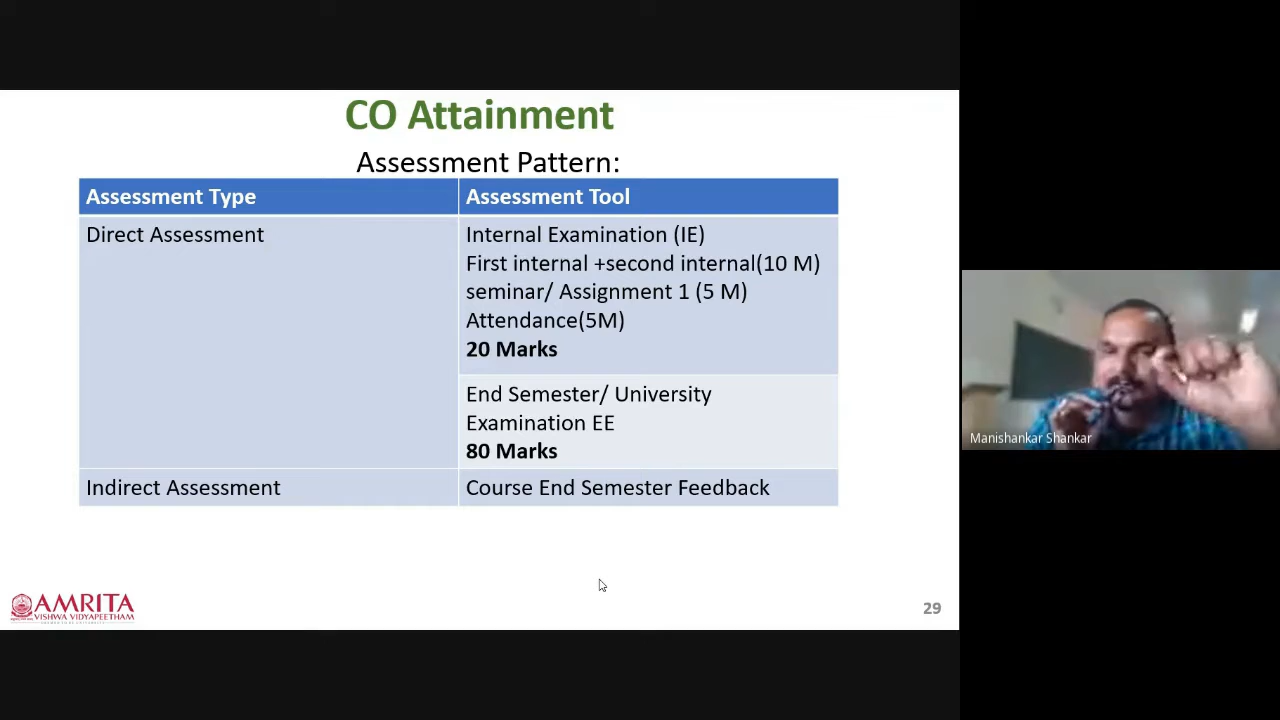 CO Attainment
Assessment Pattern:
Assessment Type
Assessment Tool
Direct Assessment
Internal Examination (IE)
First internal +second internal(10 M)
seminar/ Assignment 1 (5 M)
Attendance(5M)
20 Marks
End Semester/ University
Examination EE
80 Marks
Indirect Assessment
Course End Semester Feedback
Manishankar Shankar
AMRITA
VISHWA VIDYAPEETHAM
29